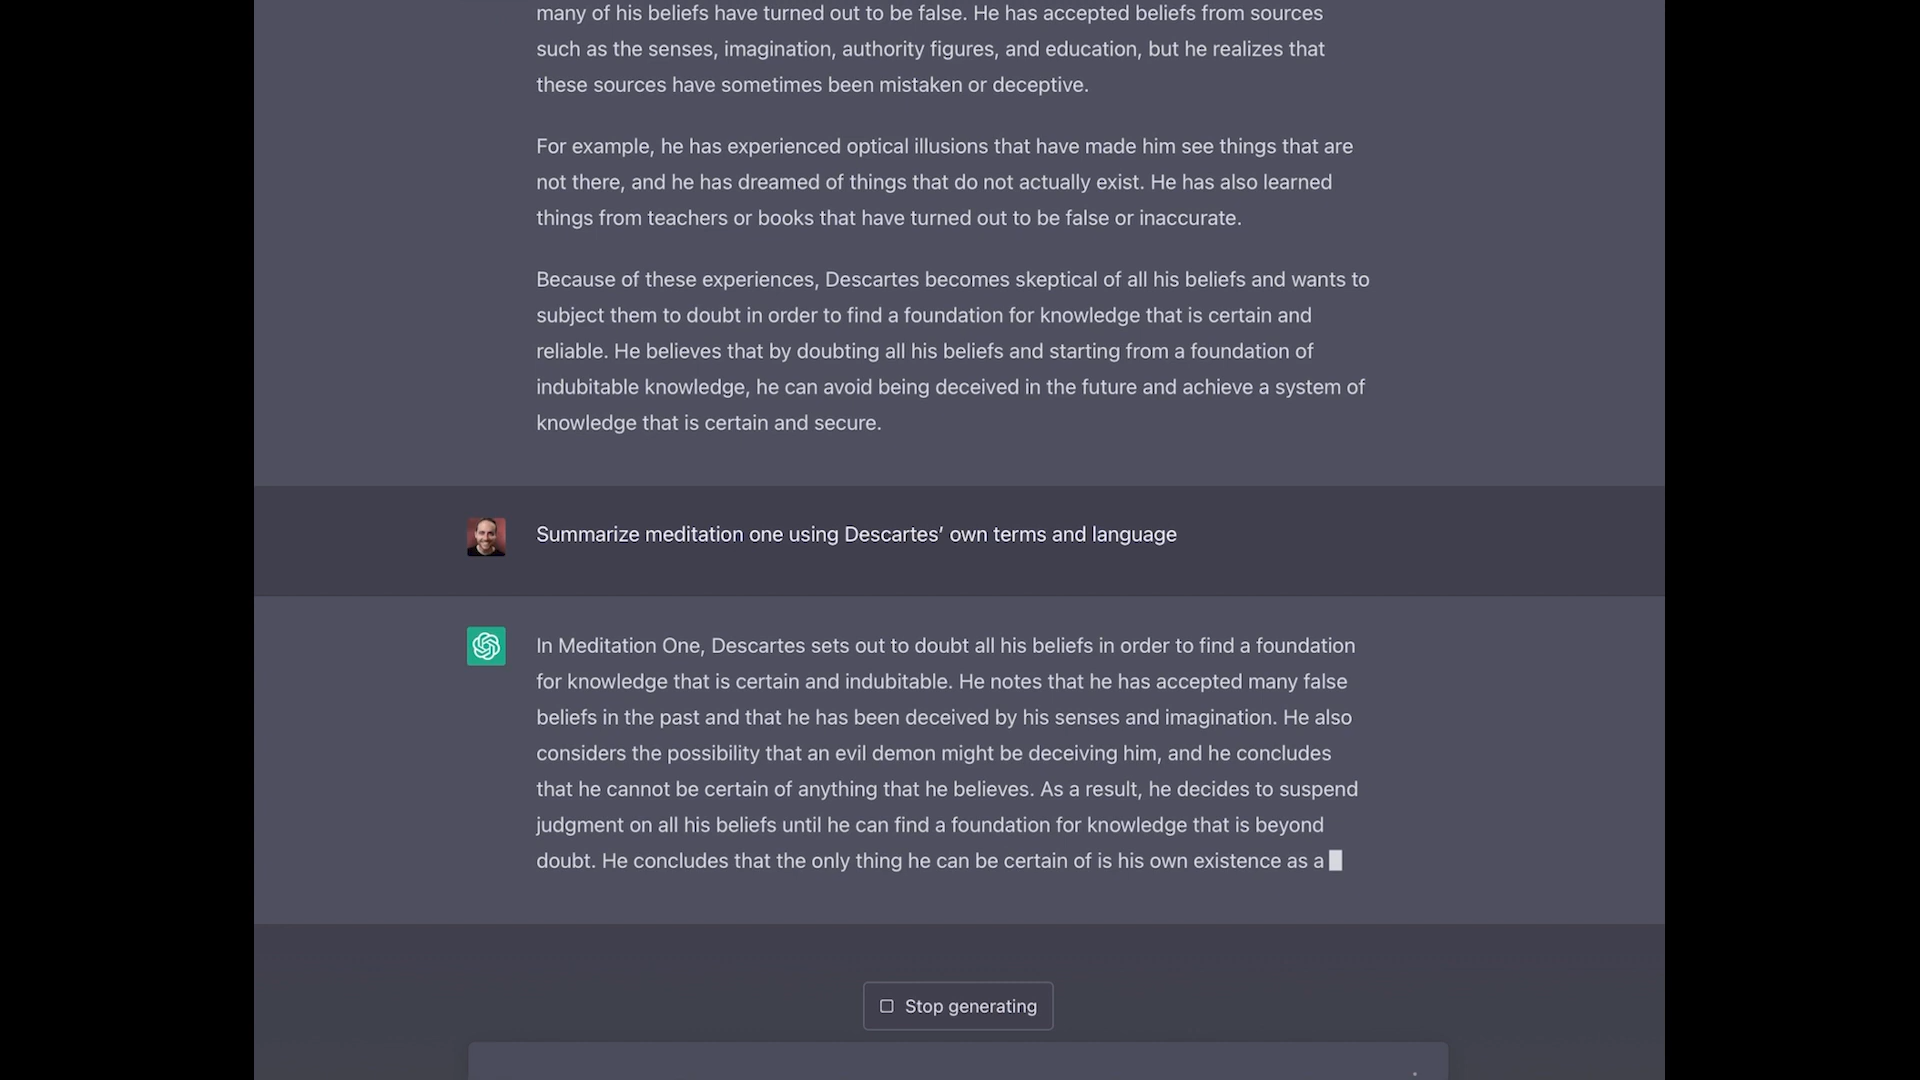 many of his beliefs have turned out to be false. He has accepted beliefs from sources
such as the senses, imagination, authority figures, and education, but he realizes that
these sources have sometimes been mistaken or deceptive.
For example, he has experienced optical illusions that have made him see things that are
not there, and he has dreamed of things that do not actually exist. He has also learned
things from teachers or books that have turned out to be false or inaccurate.
Because of these experiences, Descartes becomes skeptical of all his beliefs and wants to
subject them to doubt in order to find a foundation for knowledge that is certain and
reliable. He believes that by doubting all his beliefs and starting from a foundation of
indubitable knowledge, he can avoid being deceived in the future and achieve a system of
knowledge that is certain and secure.
Summarize meditation one using Descartes’ own terms and language
In Meditation One, Descartes sets out to doubt all his beliefs in order to find a foundation
for knowledge that is certain and indubitable. He notes that he has accepted many false
beliefs in the past and that he has been deceived by his senses and imagination. He also
considers the possibility that an evil demon might be deceiving him, and he concludes
that he cannot be certain of anything that he believes. As a result, he decides to suspend
judgment on all his beliefs until he can find a foundation for knowledge that is beyond
doubt. He concludes that the only thing he can be certain of is his own existence as a
Stop generating